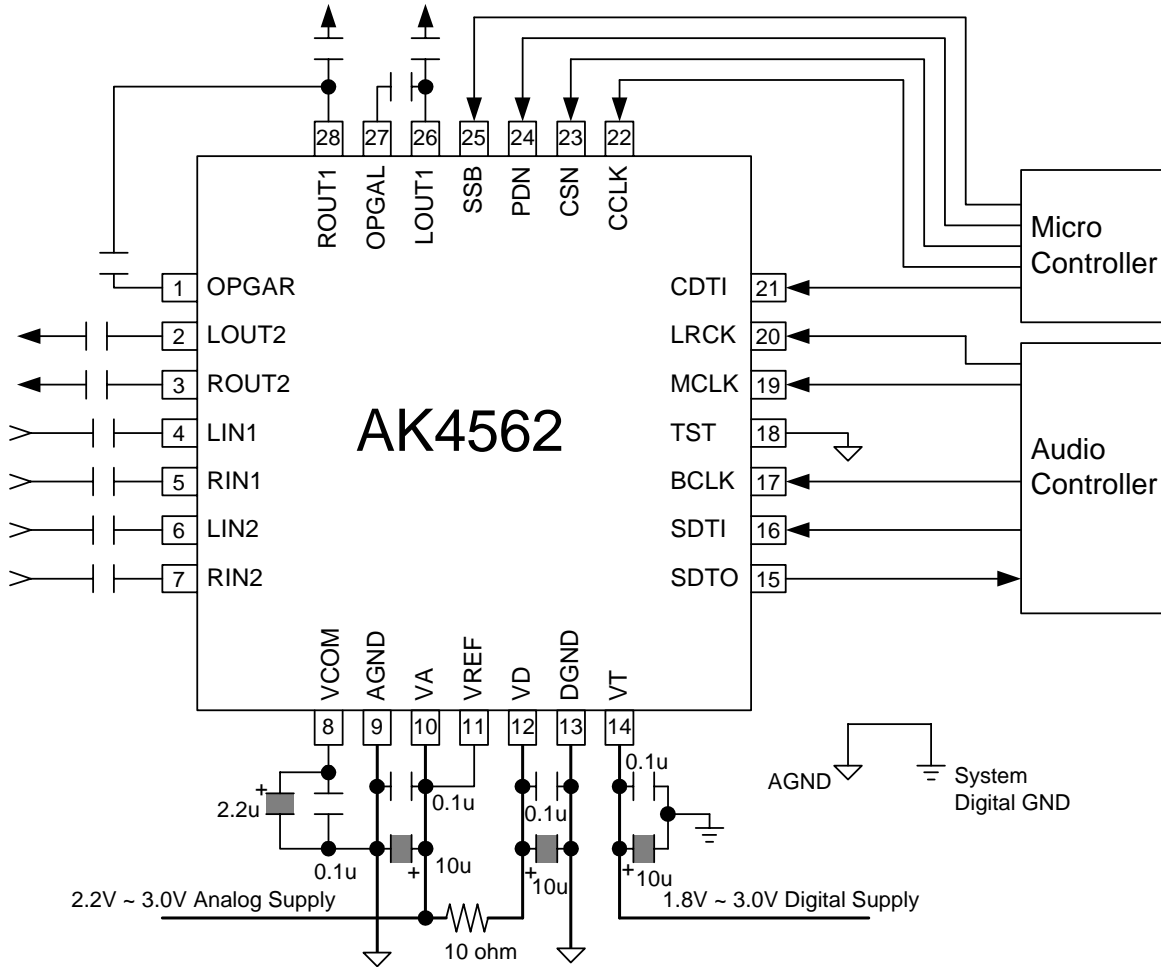 28
27
26
25
24
23
22
ROUT1
OPGAL
LOUT1
SSB
PDN
CSN
CCLK
Micro
Controller
1 OPGAR
2 LOUT2
3 ROUT2
4 LIN1
5 RIN1
6 LIN2
7 RIN2
AK4562
CDTI 21
LRCK 20
MCLK 19
TST 18
BCLK 17
SDTI 16
SDTO 15
Audio
Controller
VCOM
AGND
VA
VREF
VD
DGND
VT
8
9
10
11
12
13
14
+
2.2u
0.1u
0.1u
+
10u
0.1u
+
10u
0.1u
+
10u
AGND
System
Digital GND
2.2V ~ 3.0V Analog Supply
10 ohm
1.8V ~ 3.0V Digital Supply